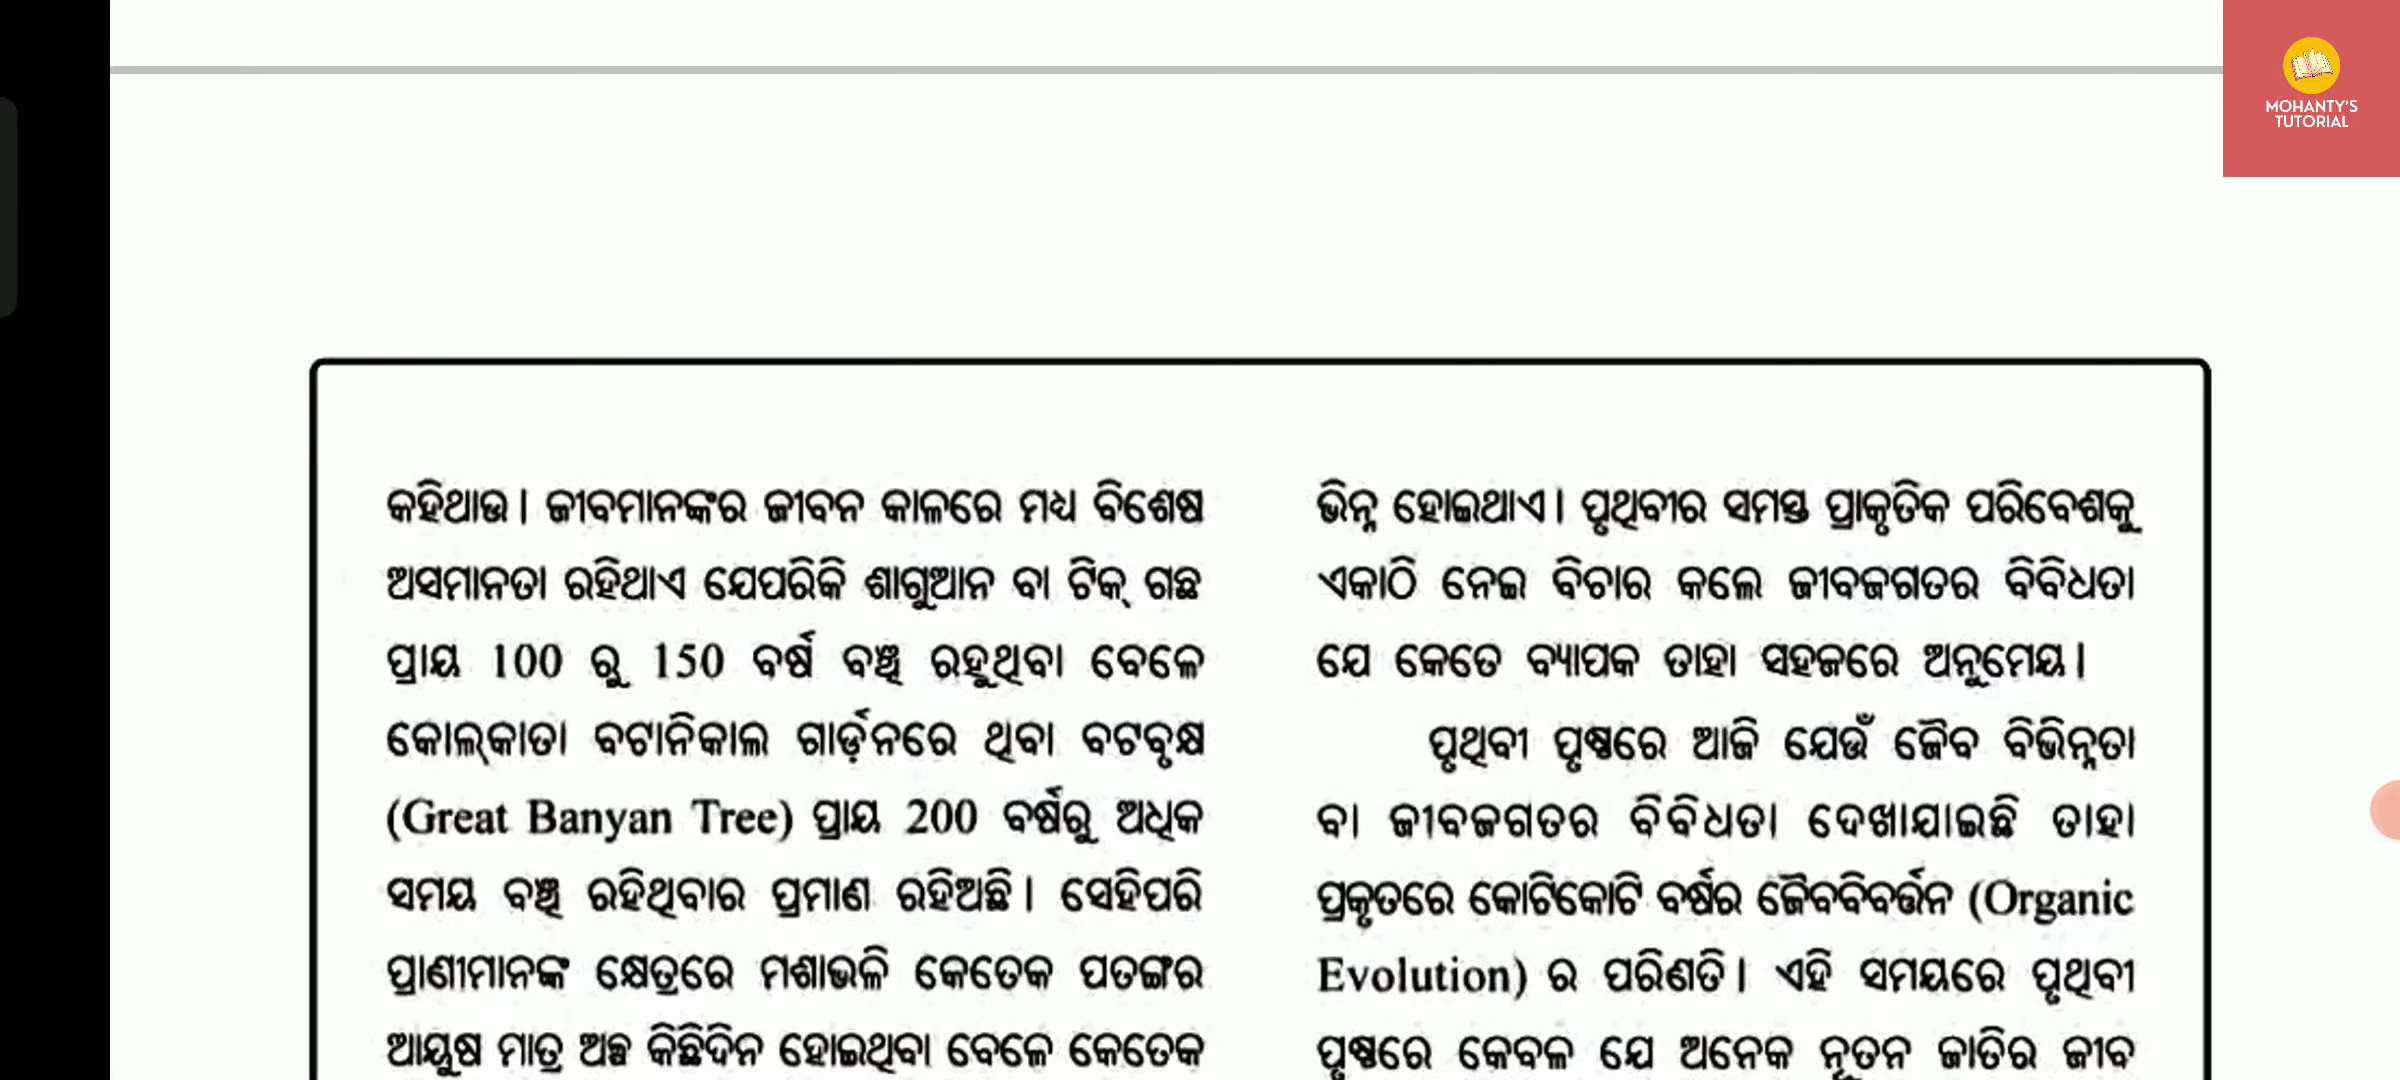 MOHANTY'S
TUTORIAL
କହିଥାଉ। ଜୀବମାନଙ୍କର ଜୀବନ କାଳରେ ମଧ୍ୟ ବିଶେଷ
ଅସମାନତା ରହିଥାଏ ଯେପରିକି ଶାଗୁଆନ ବା ଟିକ୍ ଗଛ
ପ୍ରାୟ 100 ରୁ 150 ବର୍ଷ ବଞ୍ଚି ରହୁଥିବା ବେଳେ
କୋଲ୍‌କାତା ବଟାନିକାଲ ଗାର୍ଡ଼ନରେ ଥିବା ବଟବୃକ୍ଷ
(Great Banyan Tree) ପ୍ରାୟ 200 ବର୍ଷରୁ ଅଧିକ
ସମୟ ବଞ୍ଚି ରହିଥିବାର ପ୍ରମାଣ ରହିଅଛି। ସେହିପରି
ପ୍ରାଣୀମାନଙ୍କ କ୍ଷେତ୍ରରେ ମଶାଭଳି କେତେକ ପତଙ୍ଗର
ଆୟୁଷ ମାତ୍ର ଅଳ୍ପ କିଛିଦିନ ହୋଇଥିବା ବେଳେ କେତେକ
ଭିନ୍ନ ହୋଇଥାଏ। ପୃଥିବୀର ସମସ୍ତ ପ୍ରାକୃତିକ ପରିବେଶକୁ
ଏକାଠି ନେଇ ବିଚାର କଲେ ଜୀବଜଗତର ବିବିଧତା
ଯେ କେତେ ବ୍ୟାପକ ତାହା ସହଜରେ ଅନୁମେୟ।
ପୃଥିବୀ ପୃଷ୍ଠରେ ଆଜି ଯେଉଁ ଜୈବ ବିଭିନ୍ନତା
ବା ଜୀବଜଗତର ବିବିଧତା ଦେଖାଯାଇଛି ତାହା
ପ୍ରକୃତରେ କୋଟିକୋଟି ବର୍ଷର ଜୈବବିବର୍ତ୍ତନ (Organic
Evolution) ର ପରିଣତି। ଏହି ସମୟରେ ପୃଥିବୀ
ପୃଷ୍ଠରେ କେବଳ ଯେ ଅନେକ ନୂତନ ଜାତିର ଜୀବ